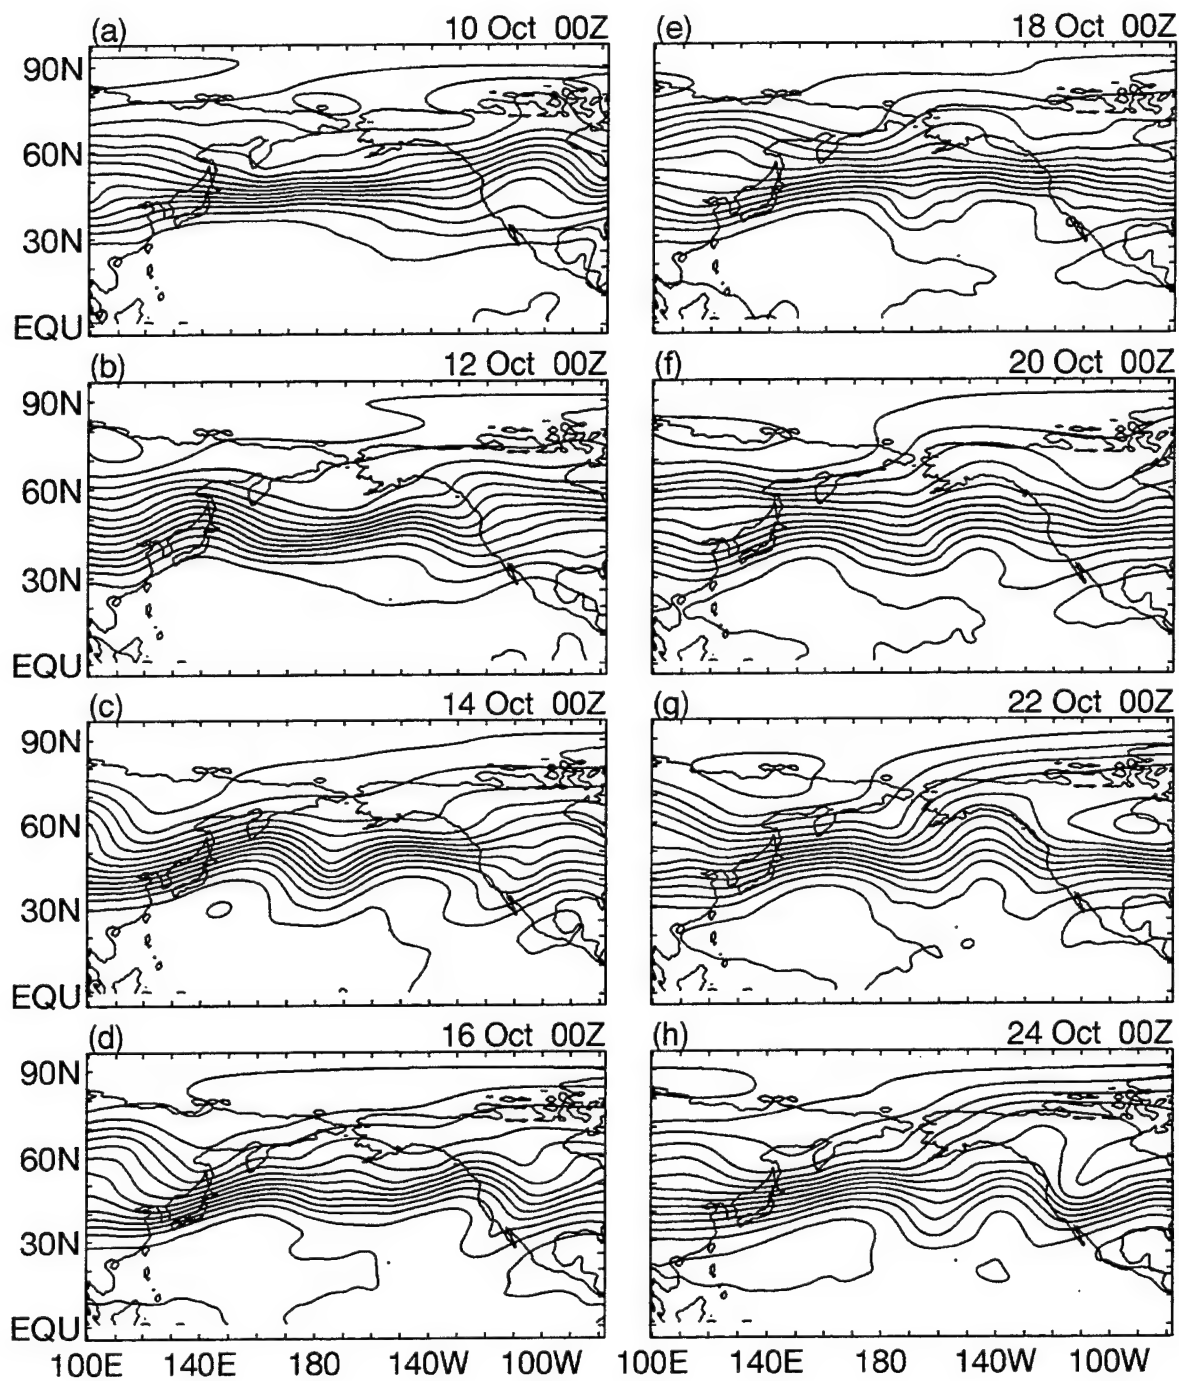 (a) 10 Oct 00Z
90N
60N
30N
EQU
(b) 12 Oct 00Z
90N
60N
30N
EQU
(c) 14 Oct 00Z
90N
60N
30N
EQU
(d) 16 Oct 00Z
90N
60N
30N
EQU
100E 140E 180 140W 100W
(e) 18 Oct 00Z
(f) 20 Oct 00Z
(g) 22 Oct 00Z
(h) 24 Oct 00Z
100E 140E 180 140W 100W